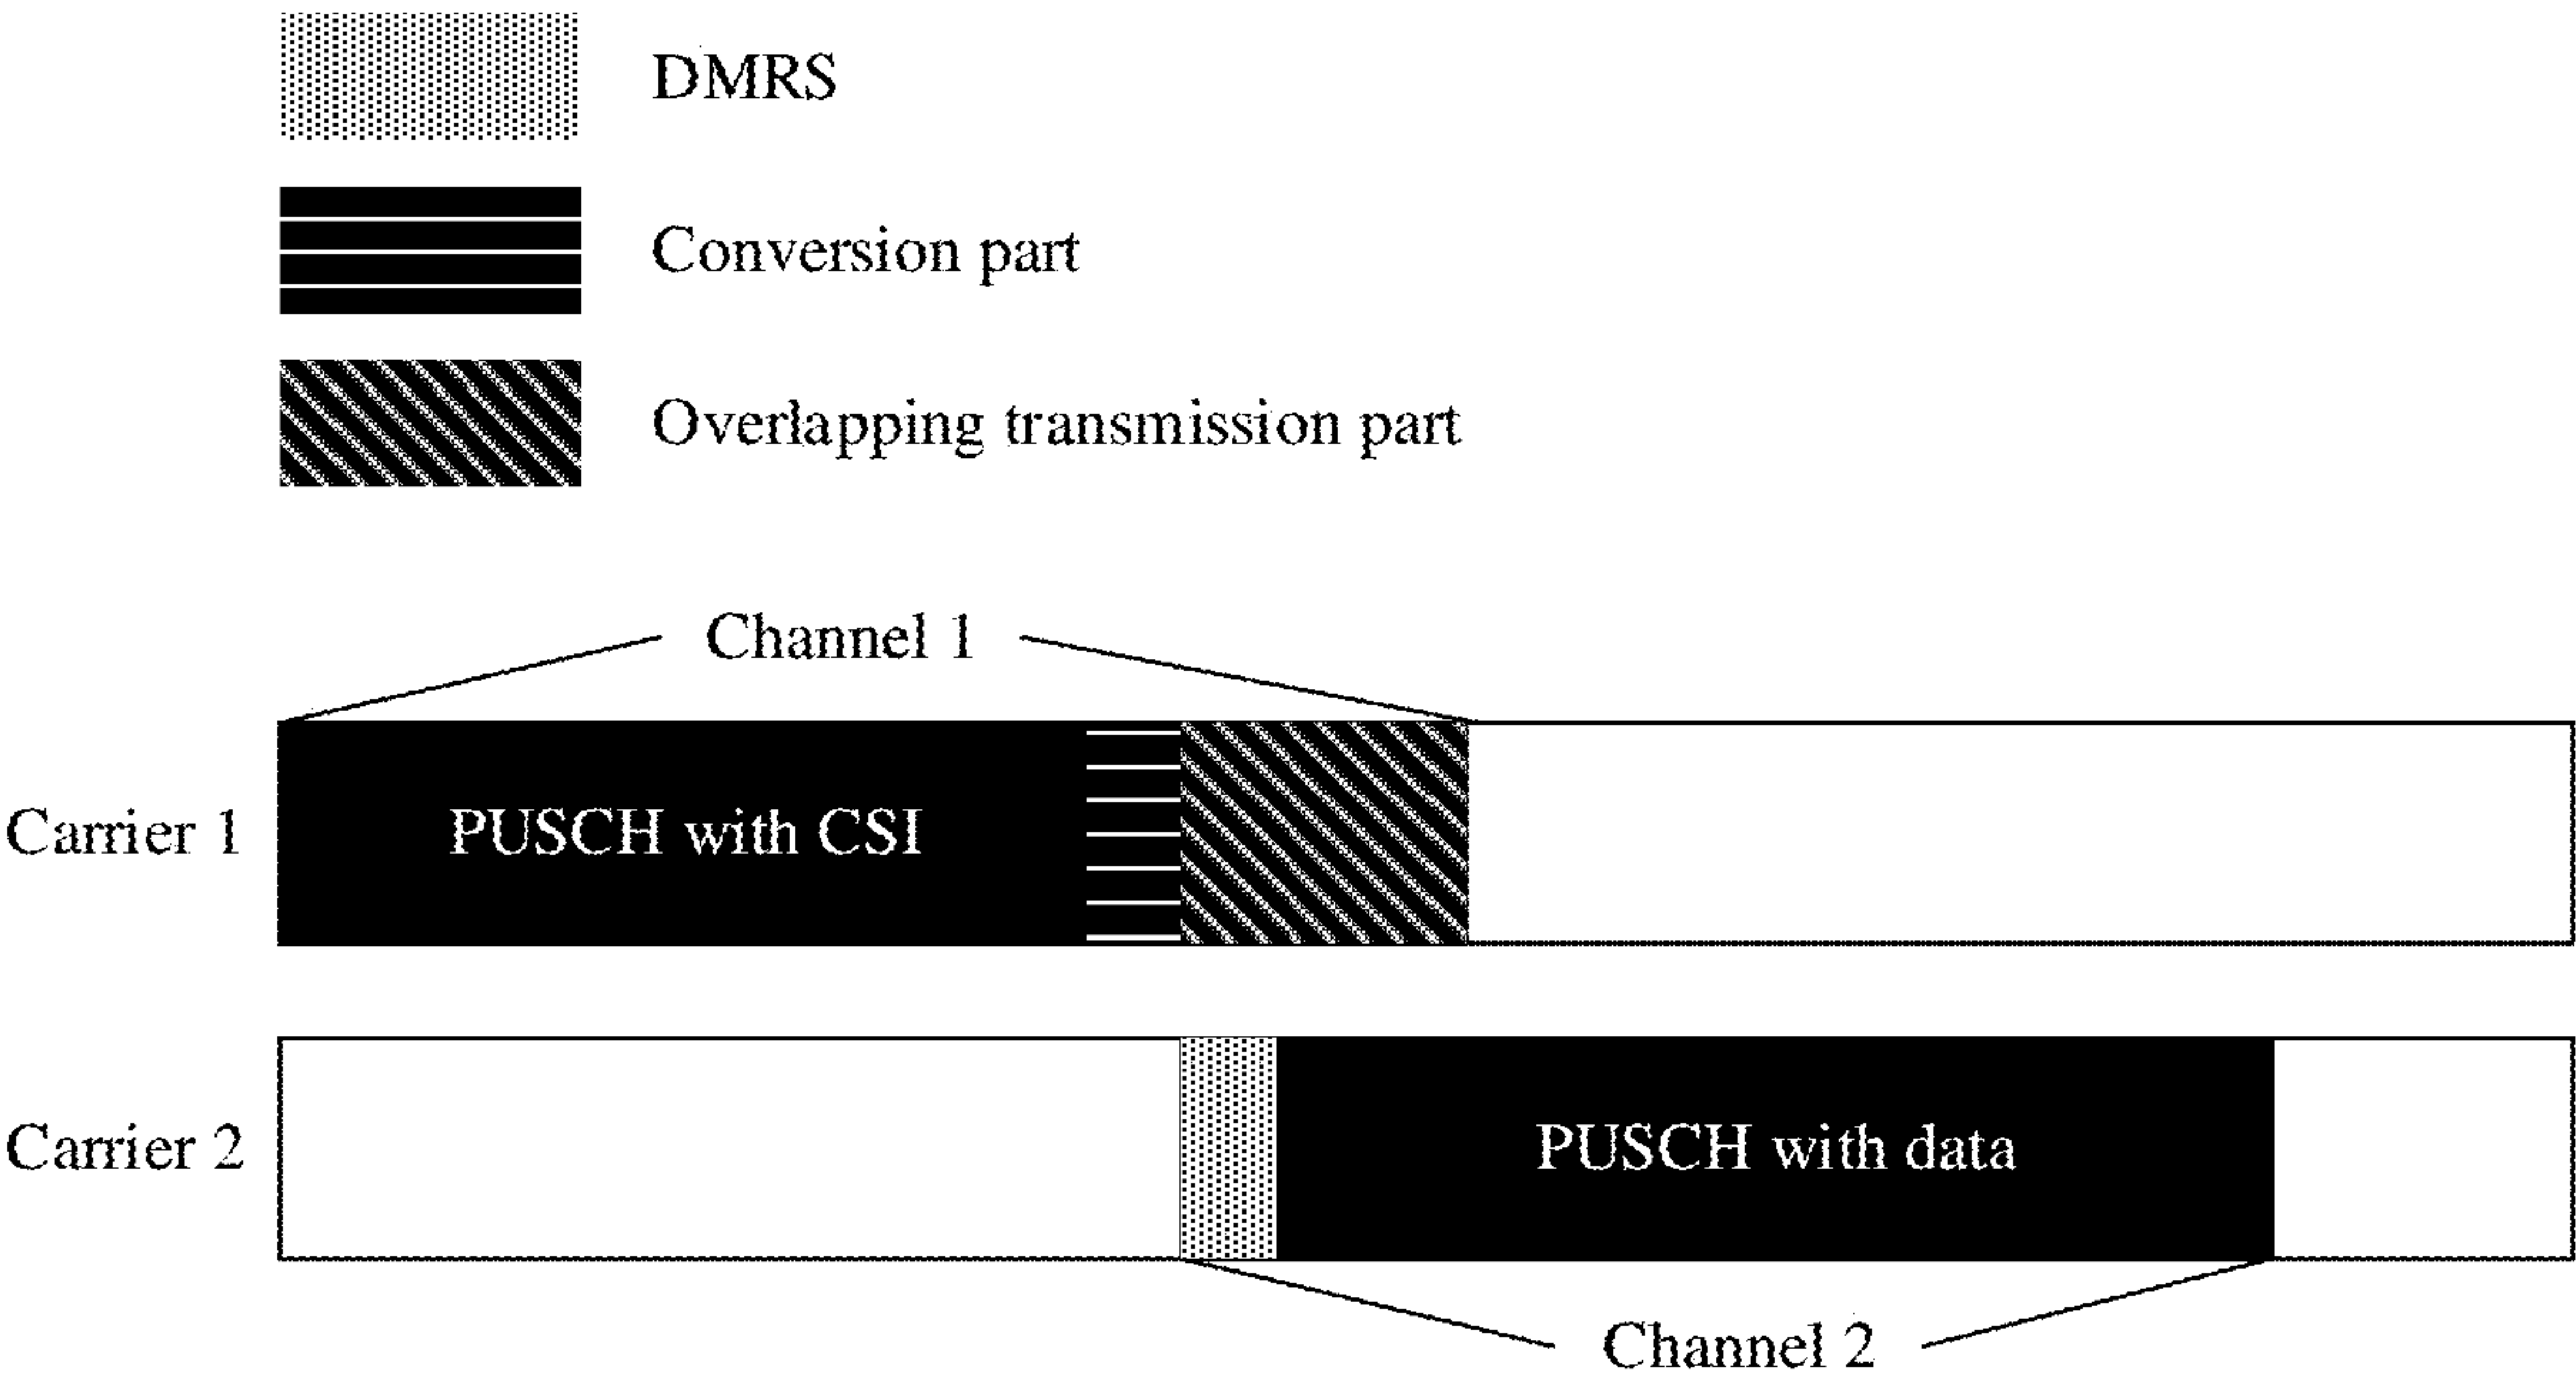 DMRS
Conversion part
Overlapping transmission part
Channel 1
Carrier 1
PUSCH with CSI
Carrier 2
PUSCH with data
Channel 2